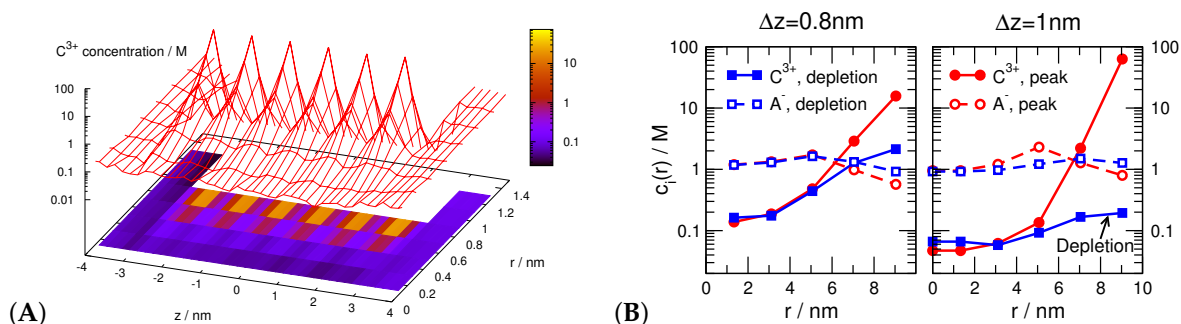 C³⁺ concentration / M
100
10
1
0.1
0.01
-4
-3
-2
-1
0
1
2
3
4
z / nm
0
0.2
0.4
0.6
0.8
1
1.2
1.4
r / nm
10
1
0.1
(A)
Δz=0.8nm
Δz=1nm
100
10
1
0.1
C³⁺, depletion
A⁻, depletion
C³⁺, peak
A⁻, peak
100
10
1
0.1
Depletion
cᵢ(r) / M
0 2 4 6 8 0 2 4 6 8 10
r / nm
r / nm
(B)